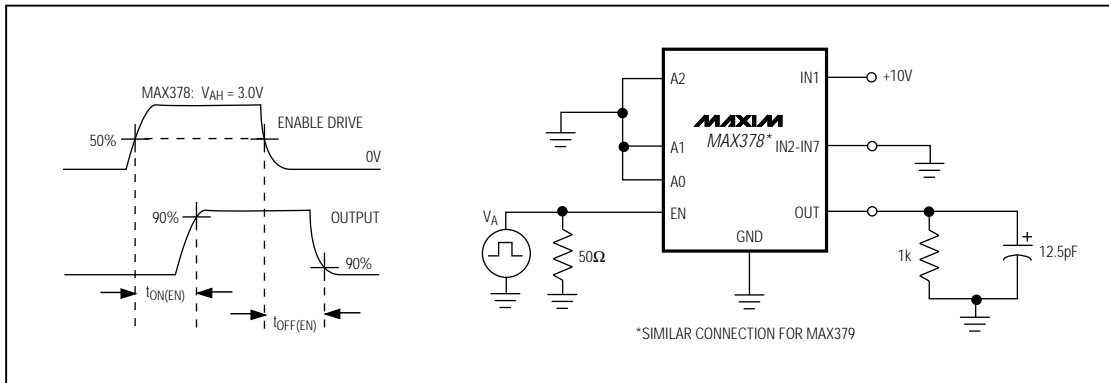 MAX378: VAH = 3.0V
50%
ENABLE DRIVE
0V
90%
OUTPUT
90%
tON(EN)
tOFF(EN)
A2
A1
A0
EN
MAXIM
MAX378*
GND
IN1
IN2-IN7
OUT
+10V
VA
50Ω
1k
+
12.5pF
*SIMILAR CONNECTION FOR MAX379